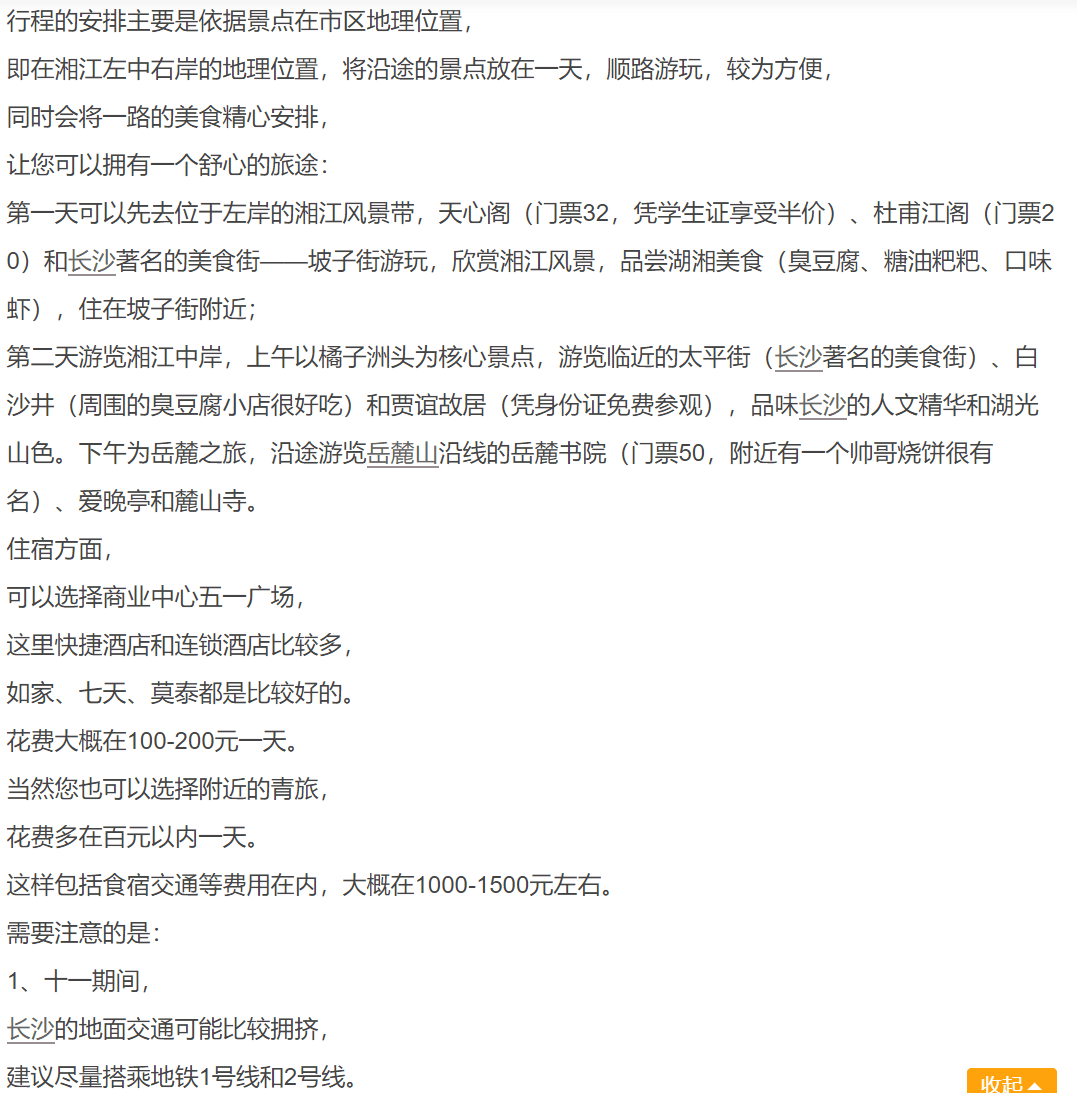 行程的安排主要是依据景点在市区地理位置，
即在湘江左中右岸的地理位置，将沿途的景点放在一天，顺路游玩，较为方便，
同时会将一路的美食精心安排，
让您可以拥有一个舒心的旅途：
第一天可以先去位于左岸的湘江风景带，天心阁（门票32，凭学生证享受半价）、杜甫江阁（门票2
0）和长沙著名的美食街——坡子街游玩，欣赏湘江风景，品尝湖湘美食（臭豆腐、糖油粑粑、口味
虾），住在坡子街附近；
第二天游览湘江中岸，上午以橘子洲头为核心景点，游览临近的太平街（长沙著名的美食街）、白
沙井（周围的臭豆腐小店很好吃）和贾谊故居（凭身份证免费参观），品味长沙的人文精华和湖光
山色。下午为岳麓之旅，沿途游览岳麓山沿线的岳麓书院（门票50，附近有一个帅哥烧饼很有
名）、爱晚亭和麓山寺。
住宿方面，
可以选择商业中心五一广场，
这里快捷酒店和连锁酒店比较多，
如家、七天、莫泰都是比较好的。
花费大概在100-200元一天。
当然您也可以选择附近的青旅，
花费多在百元以内一天。
这样包括食宿交通等费用在内，大概在1000-1500元左右。
需要注意的是：
1、十一期间，
长沙的地面交通可能比较拥挤，
建议尽量搭乘地铁1号线和2号线。
收起